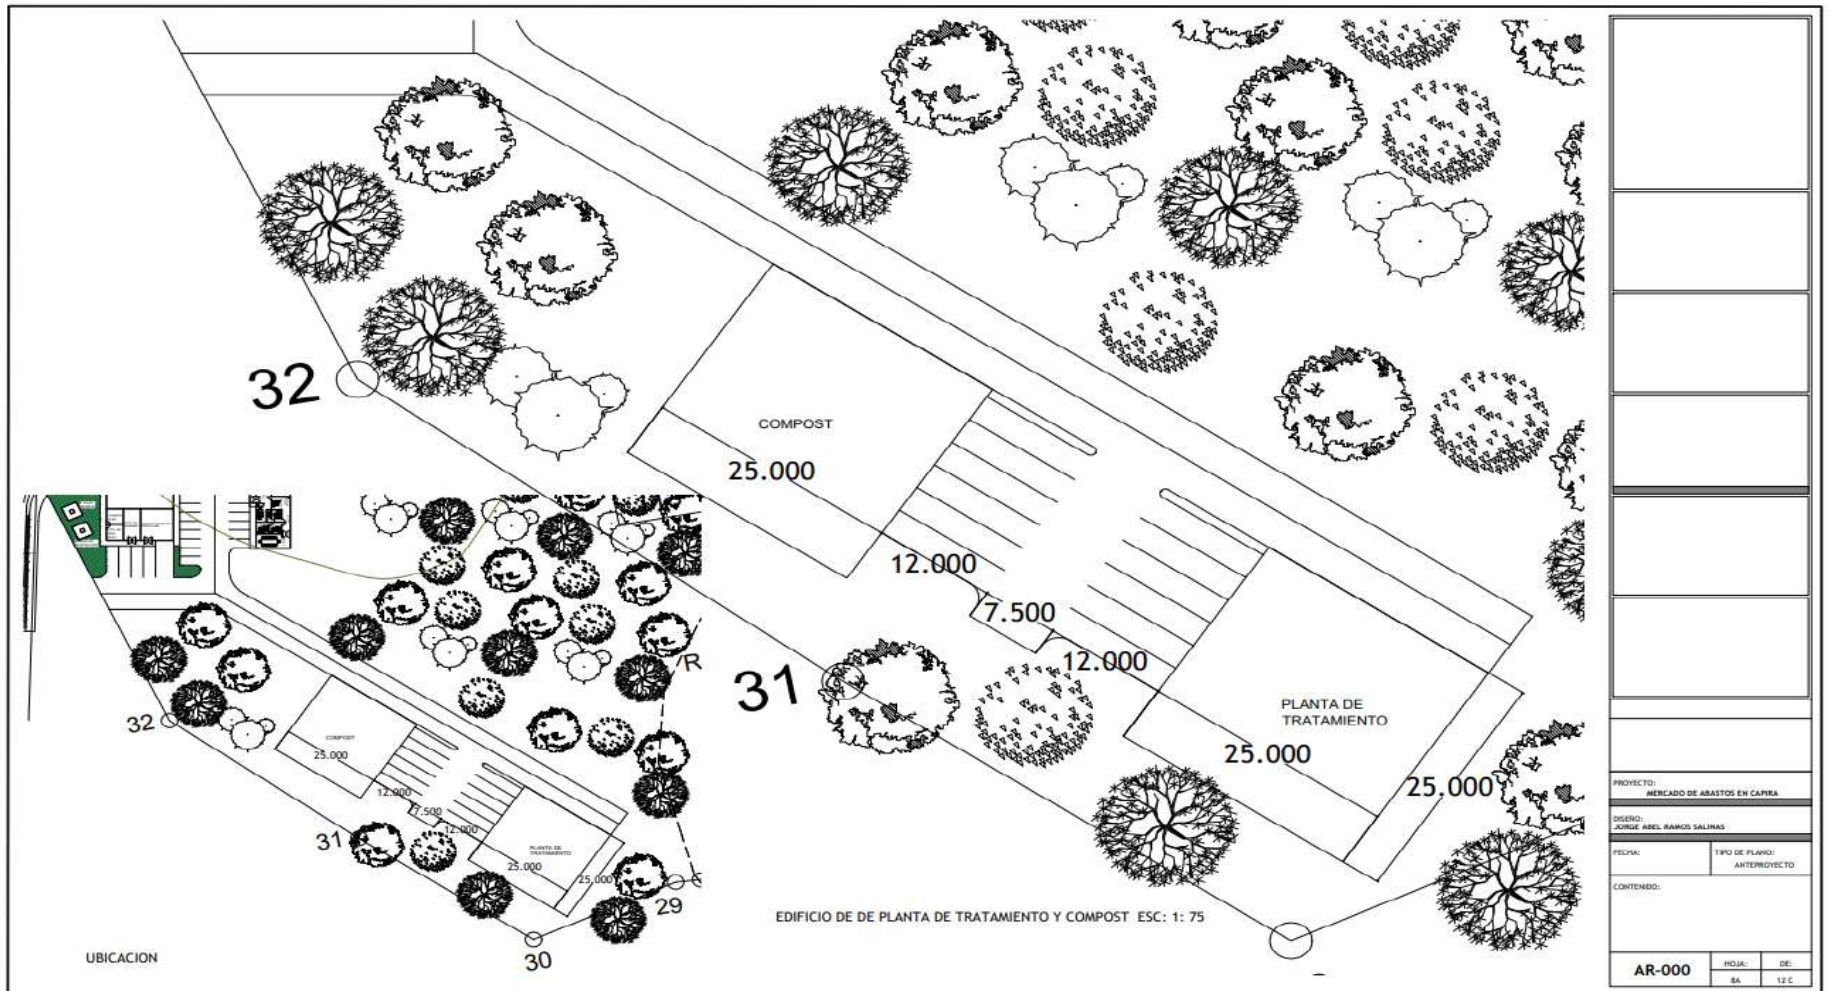 32
COMPOST
25.000
12.000
7.500
12.000
31
PLANTA DE
TRATAMIENTO
25.000
25.000
EDIFICIO DE DE PLANTA DE TRATAMIENTO Y COMPOST ESC: 1: 75
R
32
COMPOST
25.000
12.000
7.500
12.000
31
PLANTA DE
TRATAMIENTO
25.000
25.000
29
30
UBICACION
PROYECTO:
MERCADO DE ABASTOS EN CAPIRA
DISEÑO:
JORGE ABEL RAMOS SALINAS
FECHA:
TIPO DE PLANO:
ANTEPROYECTO
CONTENIDO:
AR-000
HOJA:
8A
DE:
12 C